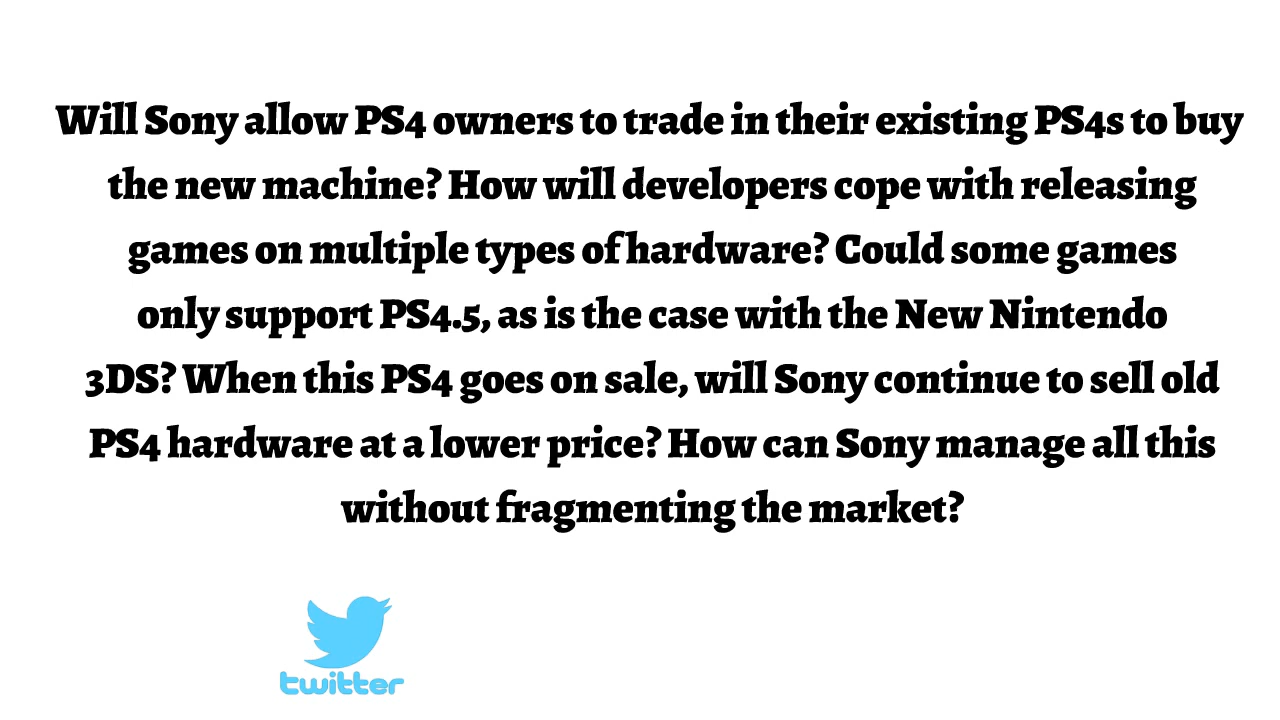 Will Sony allow PS4 owners to trade in their existing PS4s to buy
the new machine? How will developers cope with releasing
games on multiple types of hardware? Could some games
only support PS4.5, as is the case with the New Nintendo
3DS? When this PS4 goes on sale, will Sony continue to sell old
PS4 hardware at a lower price? How can Sony manage all this
without fragmenting the market?
twitter